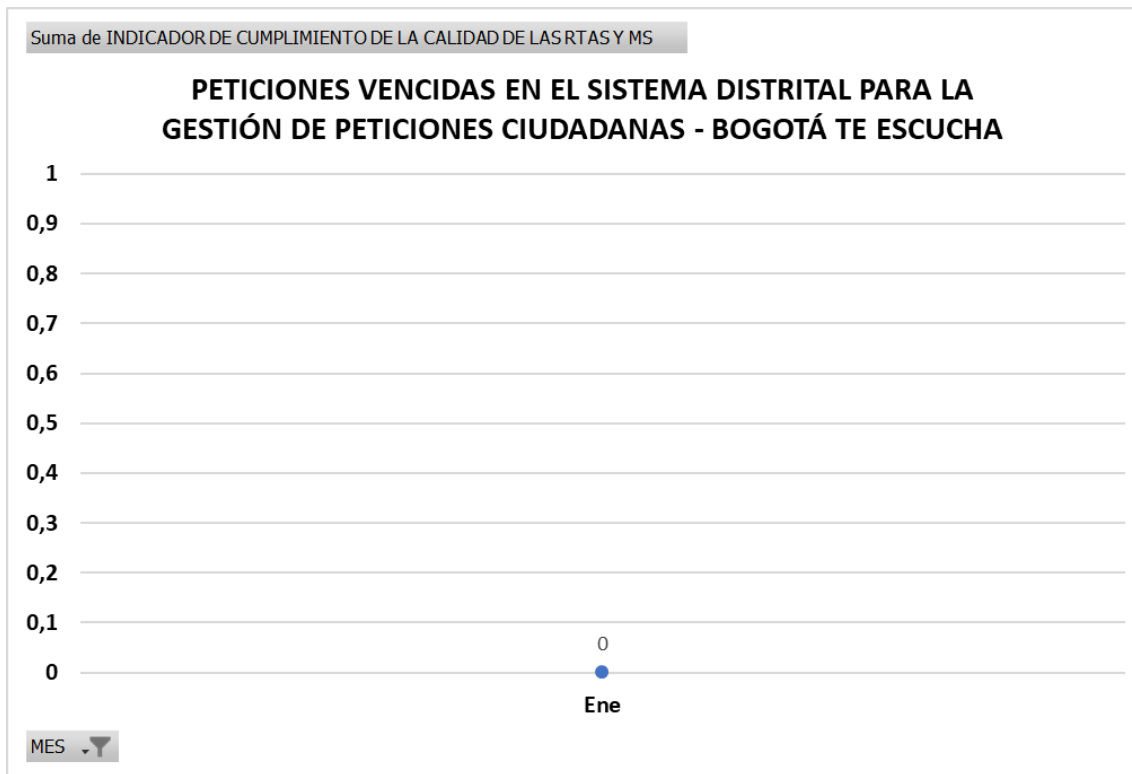 Suma de INDICADOR DE CUMPLIMIENTO DE LA CALIDAD DE LAS RTAS Y MS
PETICIONES VENCIDAS EN EL SISTEMA DISTRITAL PARA LA
GESTIÓN DE PETICIONES CIUDADANAS - BOGOTÁ TE ESCUCHA
1
0,9
0,8
0,7
0,6
0,5
0,4
0,3
0,2
0,1
0
0
Ene
MES